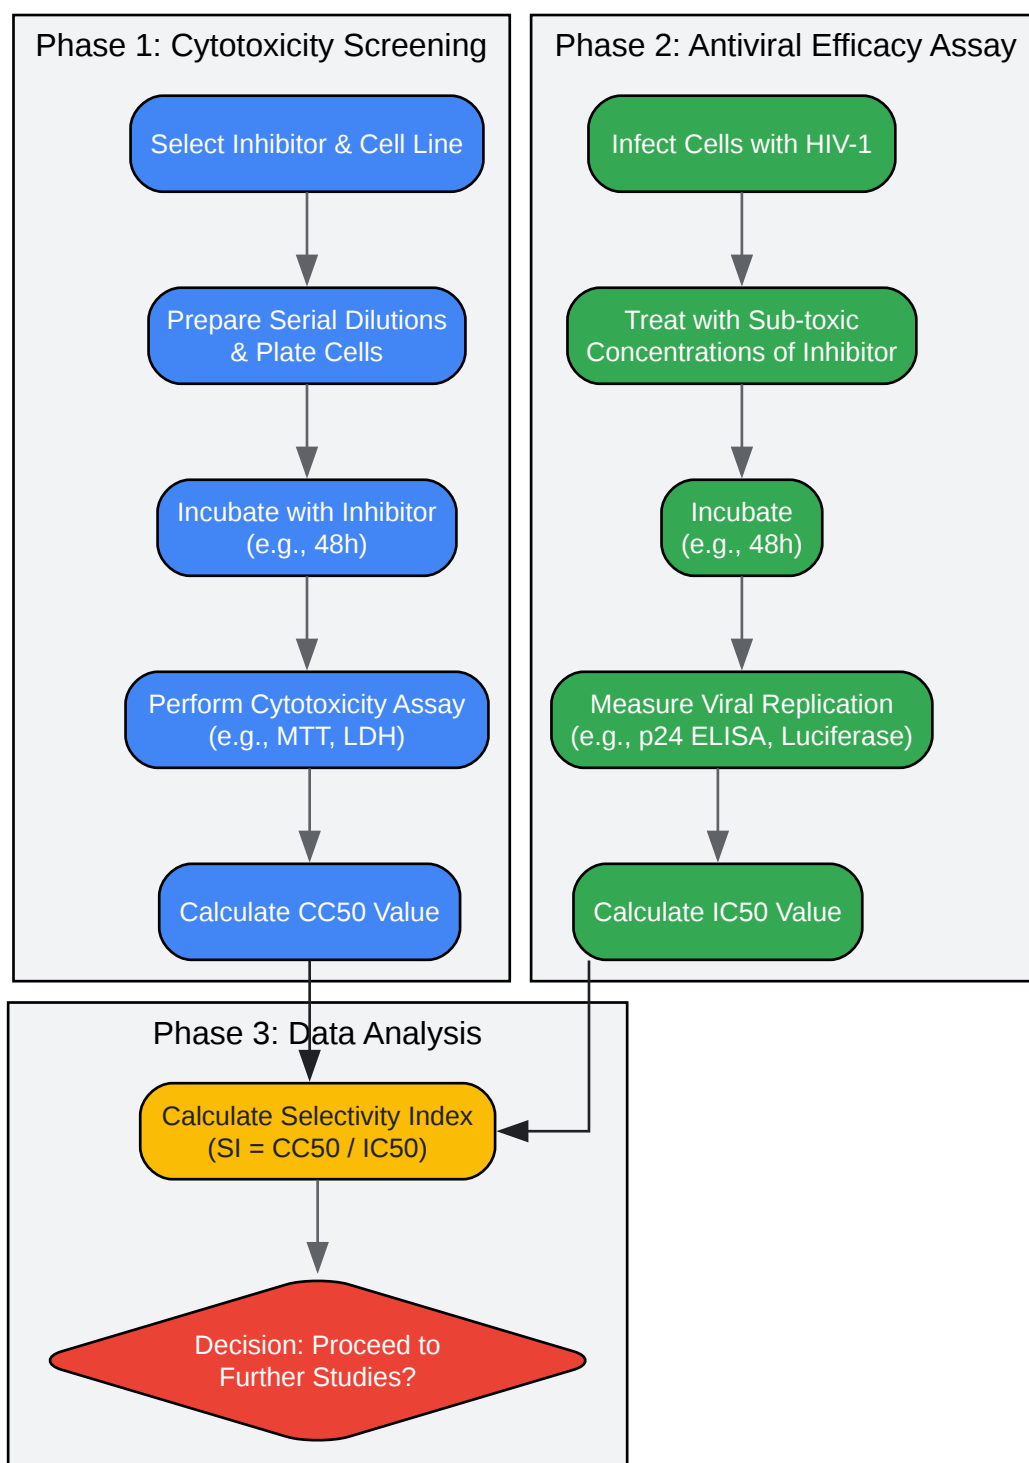 Phase 1: Cytotoxicity Screening
Select Inhibitor & Cell Line
Prepare Serial Dilutions
& Plate Cells
Incubate with Inhibitor
(e.g., 48h)
Perform Cytotoxicity Assay
(e.g., MTT, LDH)
Calculate CC50 Value
Phase 2: Antiviral Efficacy Assay
Infect Cells with HIV-1
Treat with Sub-toxic
Concentrations of Inhibitor
Incubate
(e.g., 48h)
Measure Viral Replication
(e.g., p24 ELISA, Luciferase)
Calculate IC50 Value
Phase 3: Data Analysis
Calculate Selectivity Index
(SI = CC50 / IC50)
Decision: Proceed to
Further Studies?